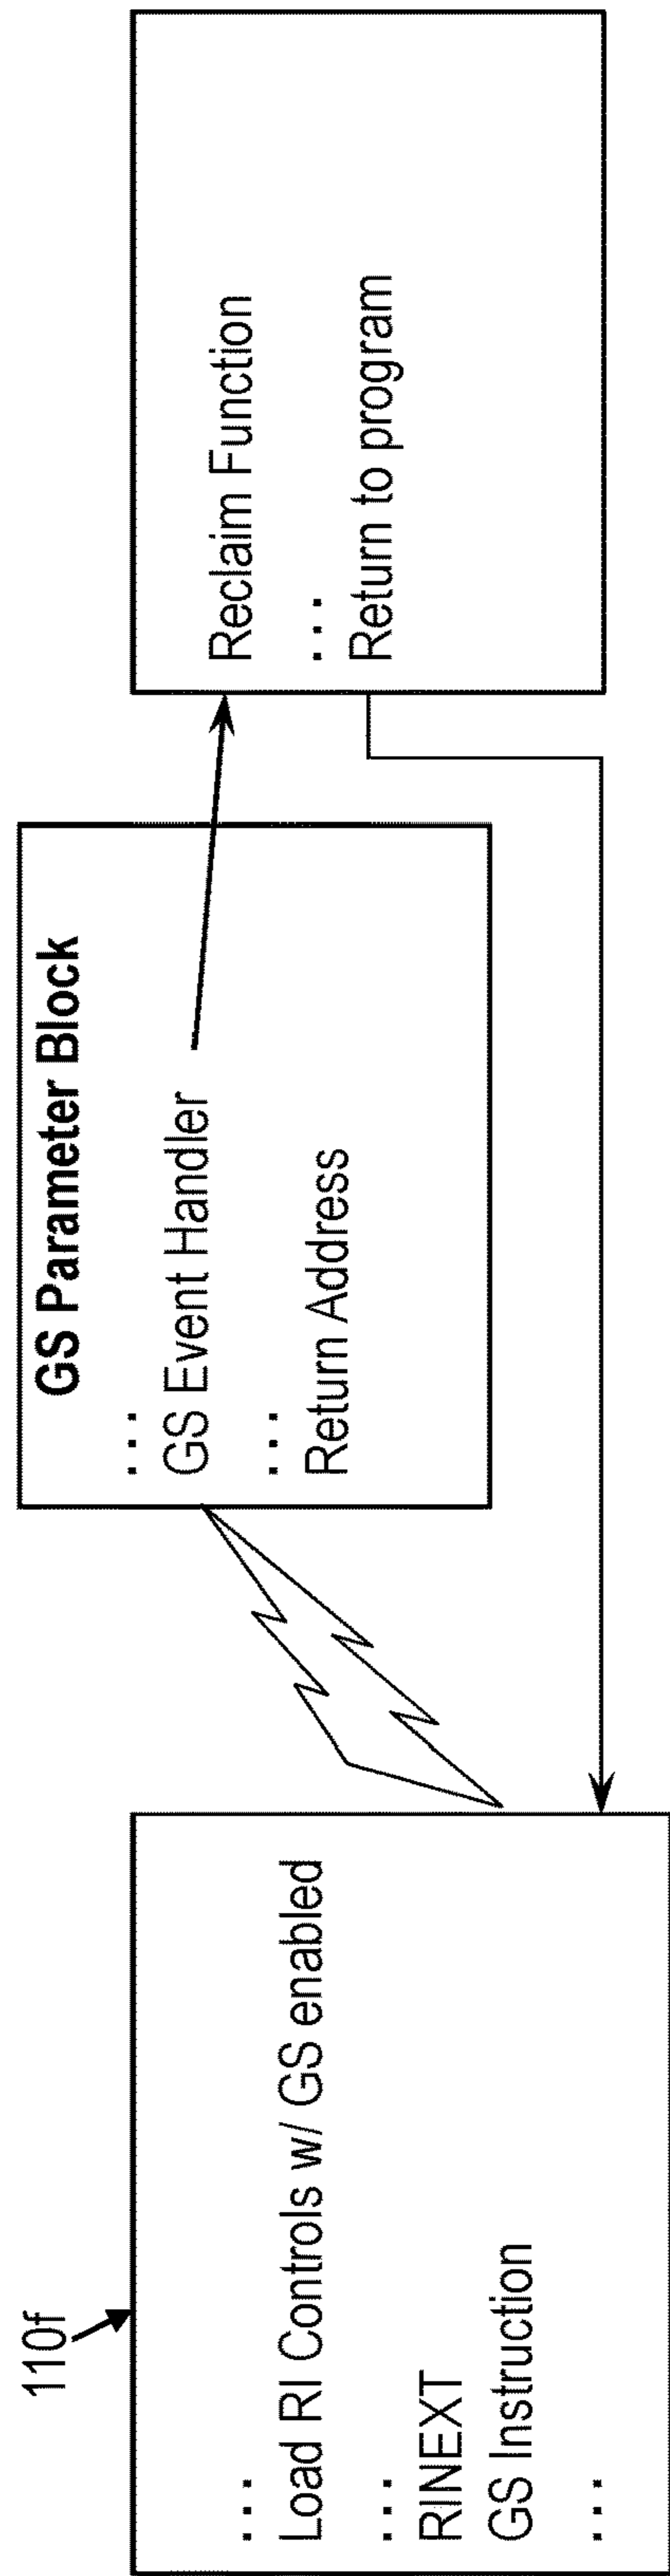 110f
...
Load RI Controls w/ GS enabled
...
RINEXT
GS Instruction
...
GS Parameter Block
...
GS Event Handler
...
Return Address
Reclaim Function
...
Return to program